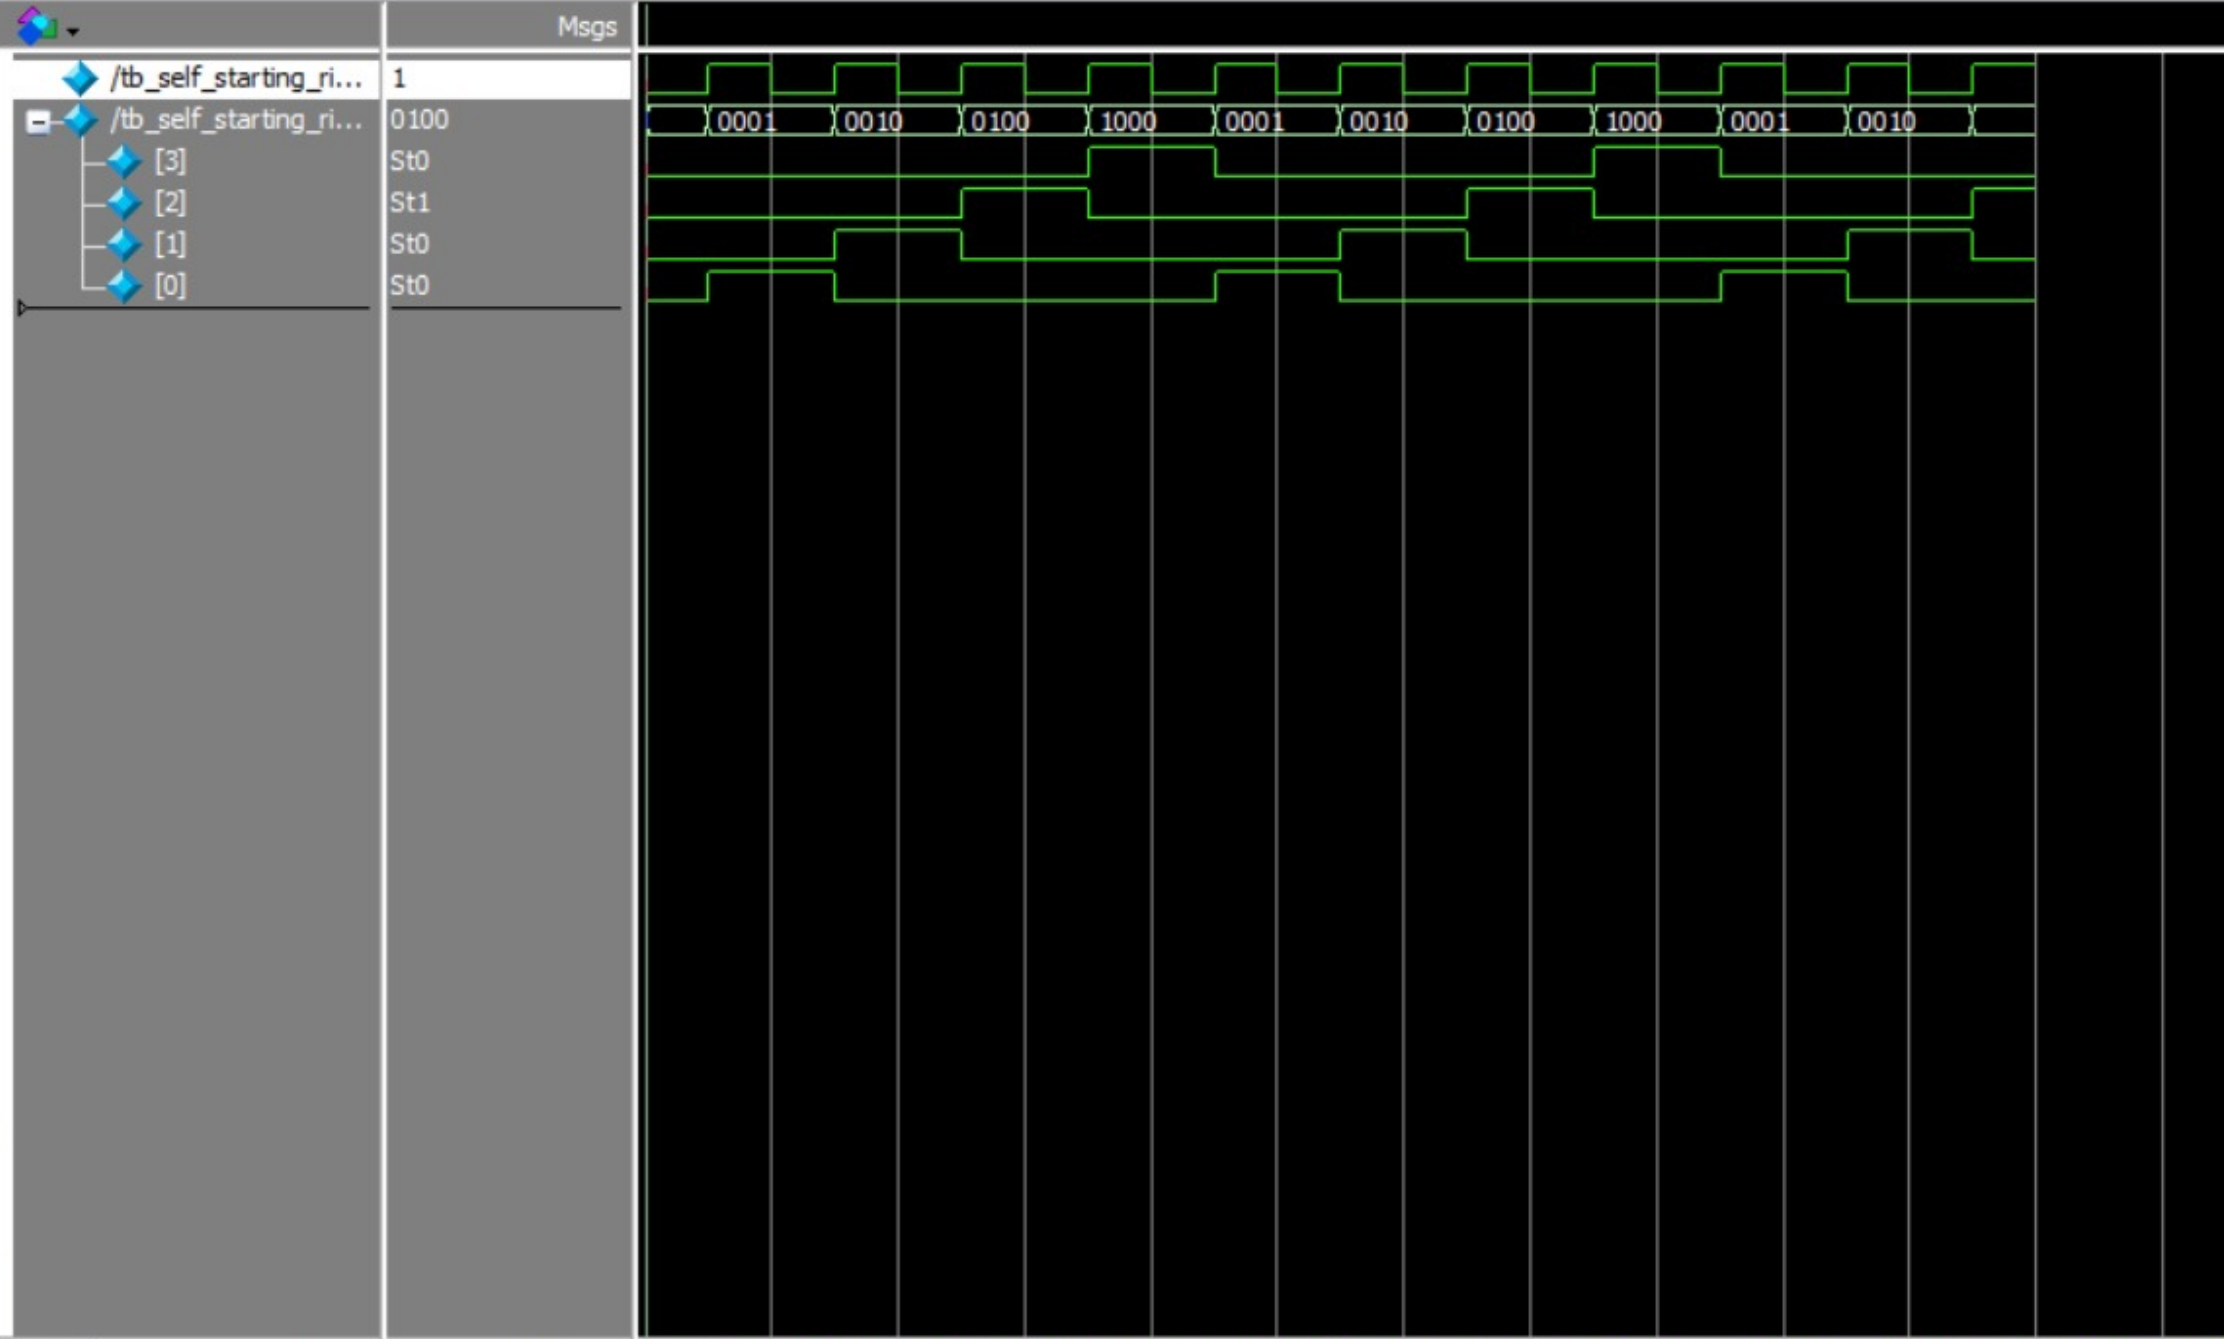 Msgs
/tb_self_starting_ri... 1
/tb_self_starting_ri... 0100 0001 0010 0100 1000 0001 0010 0100 1000 0001 0010
[3] St0
[2] St1
[1] St0
[0] St0